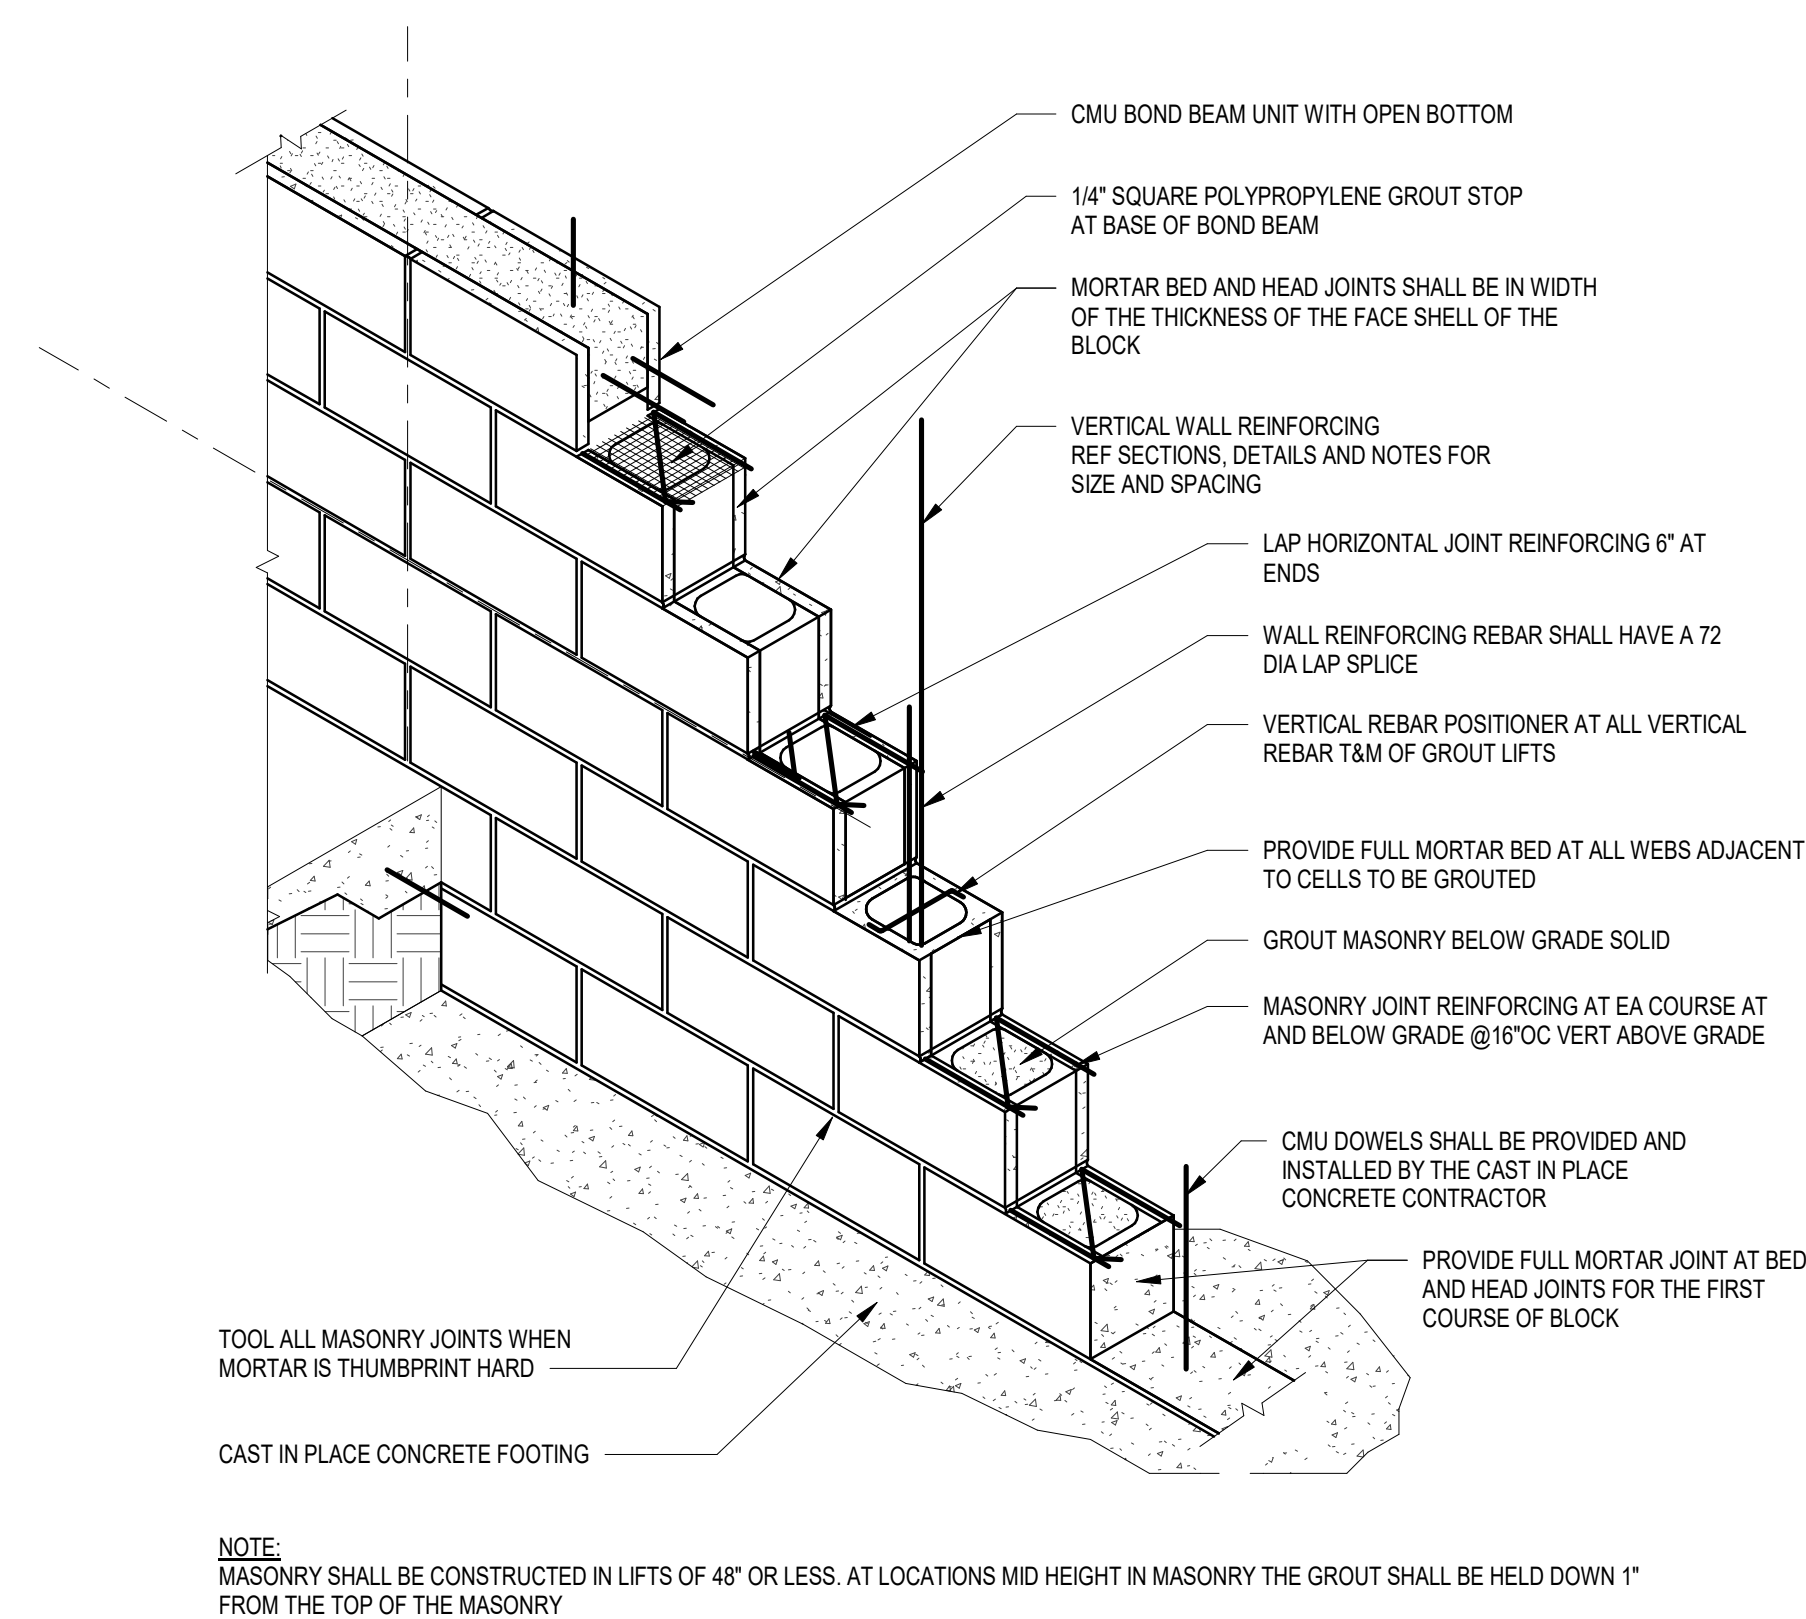 CMU BOND BEAM UNIT WITH OPEN BOTTOM
1/4" SQUARE POLYPROPYLENE GROUT STOP
AT BASE OF BOND BEAM
MORTAR BED AND HEAD JOINTS SHALL BE IN WIDTH
OF THE THICKNESS OF THE FACE SHELL OF THE
BLOCK
VERTICAL WALL REINFORCING
REF SECTIONS, DETAILS AND NOTES FOR
SIZE AND SPACING
LAP HORIZONTAL JOINT REINFORCING 6" AT
ENDS
WALL REINFORCING REBAR SHALL HAVE A 72
DIA LAP SPLICE
VERTICAL REBAR POSITIONER AT ALL VERTICAL
REBAR T&M OF GROUT LIFTS
PROVIDE FULL MORTAR BED AT ALL WEBS ADJACENT
TO CELLS TO BE GROUTED
GROUT MASONRY BELOW GRADE SOLID
MASONRY JOINT REINFORCING AT EA COURSE AT
AND BELOW GRADE @16"OC VERT ABOVE GRADE
CMU DOWELS SHALL BE PROVIDED AND
INSTALLED BY THE CAST IN PLACE
CONCRETE CONTRACTOR
PROVIDE FULL MORTAR JOINT AT BED
AND HEAD JOINTS FOR THE FIRST
COURSE OF BLOCK
TOOL ALL MASONRY JOINTS WHEN
MORTAR IS THUMBPRINT HARD
CAST IN PLACE CONCRETE FOOTING
NOTE:
MASONRY SHALL BE CONSTRUCTED IN LIFTS OF 48" OR LESS. AT LOCATIONS MID HEIGHT IN MASONRY THE GROUT SHALL BE HELD DOWN 1"
FROM THE TOP OF THE MASONRY